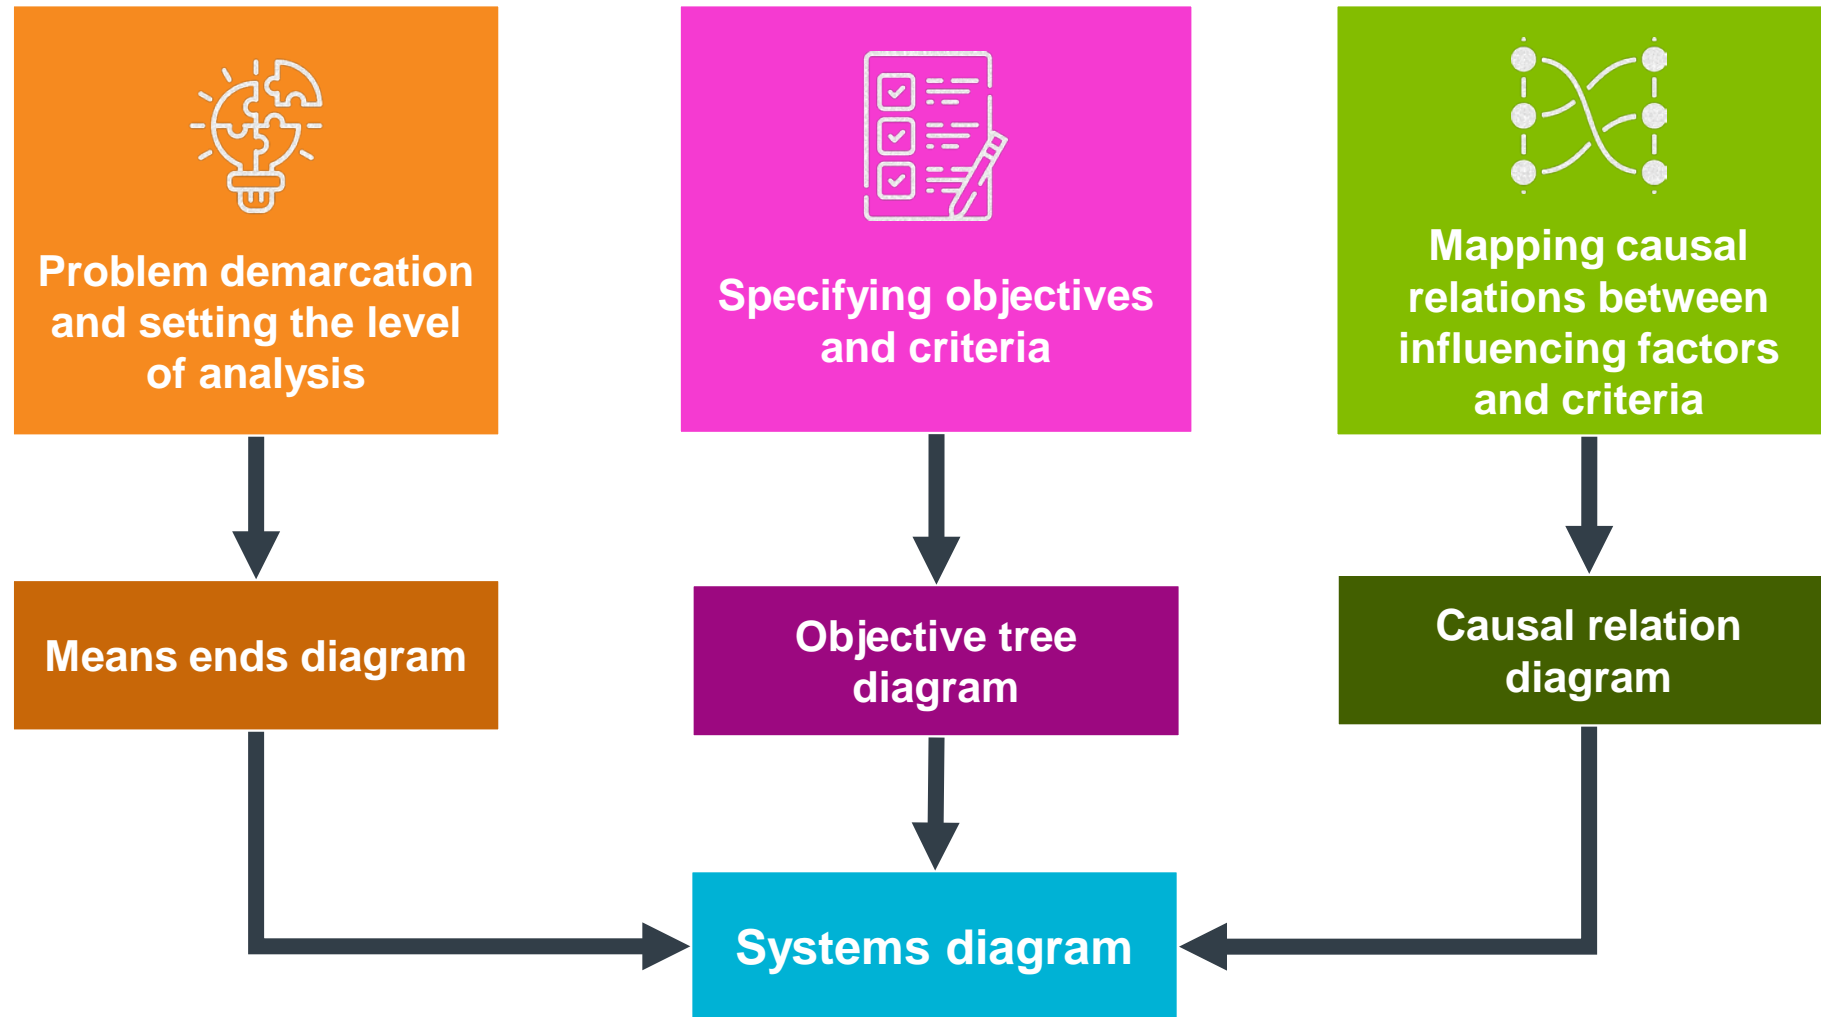 Problem demarcation
and setting the level
of analysis
Specifying objectives
and criteria
Mapping causal
relations between
influencing factors
and criteria
Means ends diagram
Objective tree
diagram
Causal relation
diagram
Systems diagram